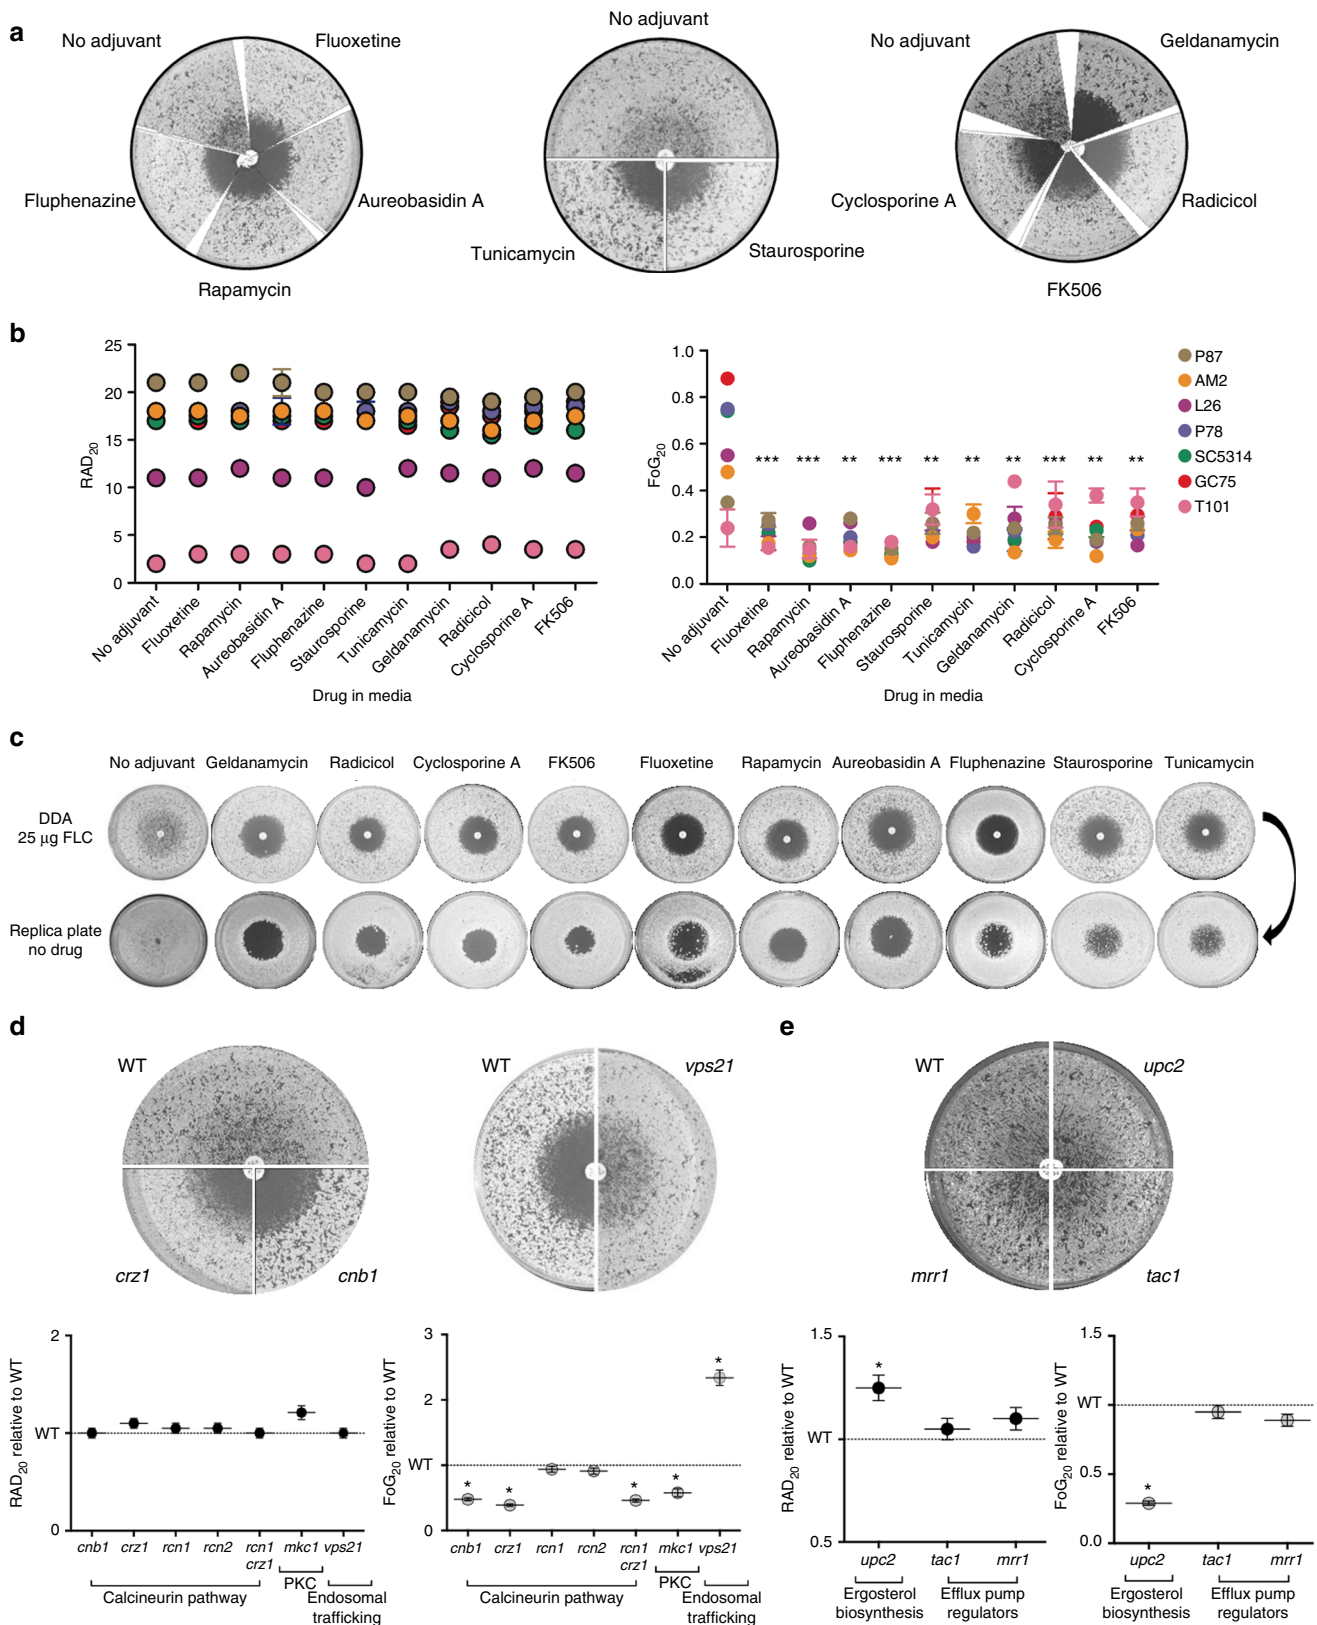 a
No adjuvant
Fluoxetine
Fluphenazine
Aureobasidin A
Rapamycin
No adjuvant
Tunicamycin
Staurosporine
No adjuvant
Geldanamycin
Cyclosporine A
Radicicol
FK506
b
25
20
15
10
5
0
RAD20
No adjuvant
Fluoxetine
Rapamycin
Aureobasidin A
Fluphenazine
Staurosporine
Tunicamycin
Geldanamycin
Radicicol
Cyclosporine A
FK506
Drug in media
1.0
0.8
0.6
0.4
0.2
0.0
FoG20
*** *** ** *** ** ** ** *** ** **
No adjuvant
Fluoxetine
Rapamycin
Aureobasidin A
Fluphenazine
Staurosporine
Tunicamycin
Geldanamycin
Radicicol
Cyclosporine A
FK506
Drug in media
P87
AM2
L26
P78
SC5314
GC75
T101
c
No adjuvant Geldanamycin Radicicol Cyclosporine A FK506 Fluoxetine Rapamycin Aureobasidin A Fluphenazine Staurosporine Tunicamycin
DDA
25 µg FLC
Replica plate
no drug
d
WT
crz1
cnb1
WT
vps21
2
WT
0
RAD20 relative to WT
cnb1 crz1 rcn1 rcn2 rcn1 mkc1 vps21
crz1
Calcineurin pathway
PKC
Endosomal
trafficking
3
2
WT
0
FoG20 relative to WT
* * * * *
cnb1 crz1 rcn1 rcn2 rcn1 mkc1 vps21
crz1
Calcineurin pathway
PKC
Endosomal
trafficking
e
WT
upc2
mrr1
tac1
1.5
WT
0.5
RAD20 relative to WT
*
upc2 tac1 mrr1
Ergosterol
biosynthesis
Efflux pump
regulators
1.5
WT
0.5
0.0
FoG20 relative to WT
*
upc2 tac1 mrr1
Ergosterol
biosynthesis
Efflux pump
regulators